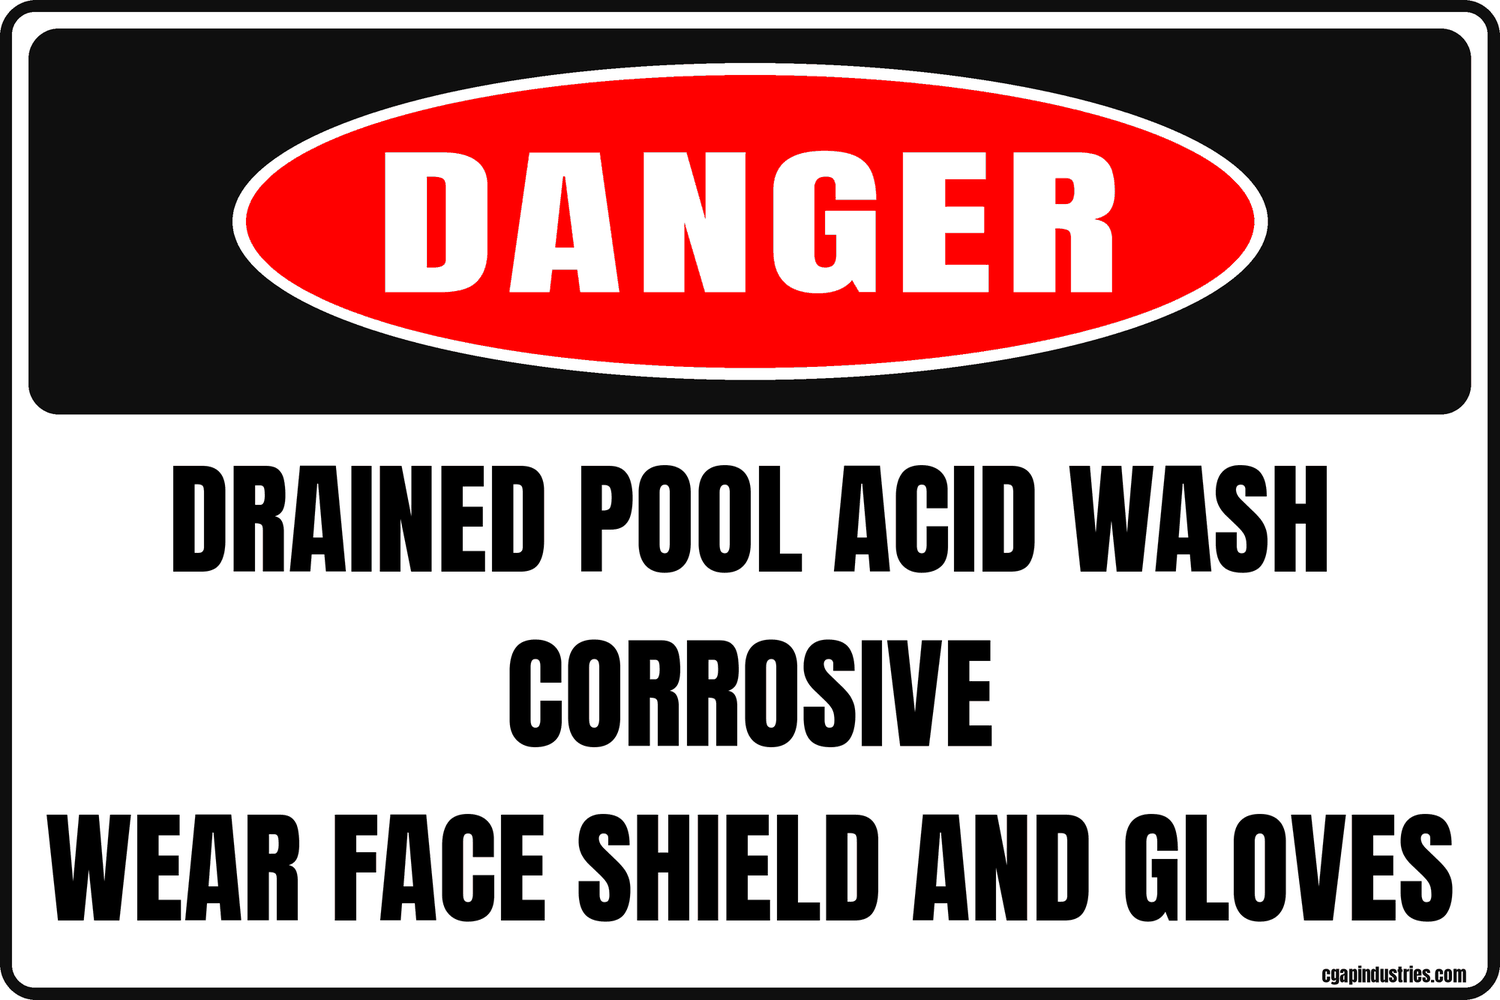 DANGER
DRAINED POOL ACID WASH
CORROSIVE
WEAR FACE SHIELD AND GLOVES
cgapindustries.com